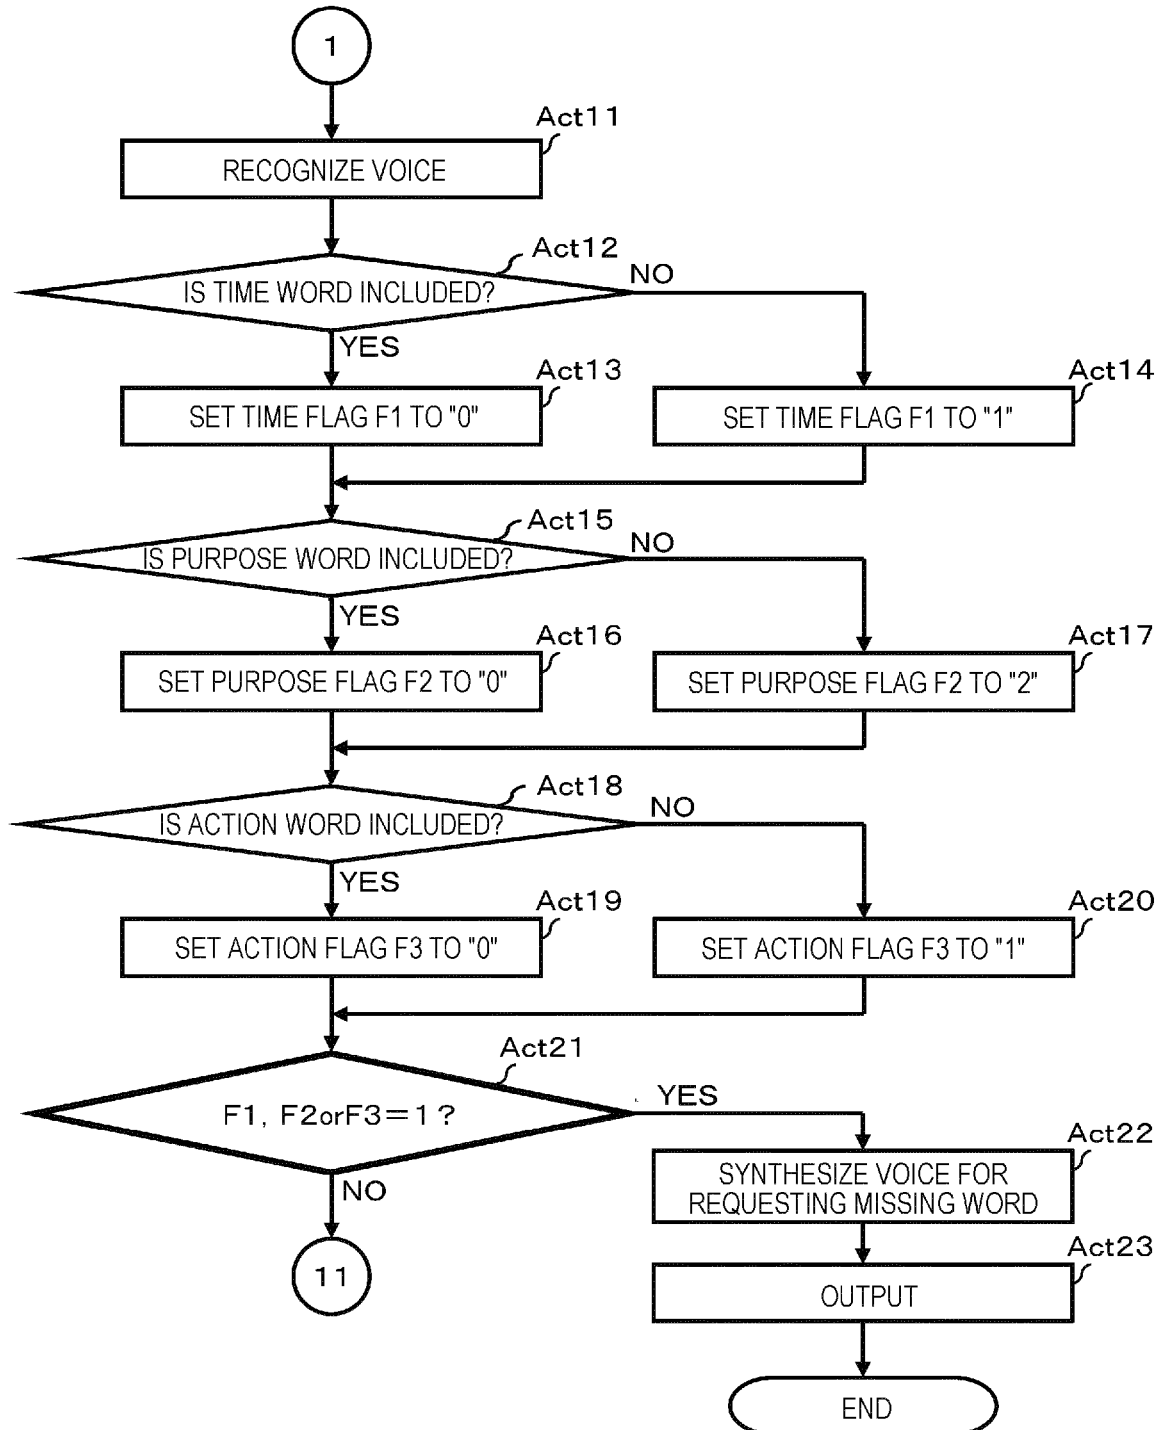 1
Act11
RECOGNIZE VOICE
Act12
IS TIME WORD INCLUDED?
NO
YES
Act13
SET TIME FLAG F1 TO "0"
Act14
SET TIME FLAG F1 TO "1"
Act15
IS PURPOSE WORD INCLUDED?
NO
YES
Act16
SET PURPOSE FLAG F2 TO "0"
Act17
SET PURPOSE FLAG F2 TO "2"
Act18
IS ACTION WORD INCLUDED?
NO
YES
Act19
SET ACTION FLAG F3 TO "0"
Act20
SET ACTION FLAG F3 TO "1"
Act21
F1, F2orF3=1?
YES
NO
Act22
SYNTHESIZE VOICE FOR
REQUESTING MISSING WORD
Act23
OUTPUT
11
END